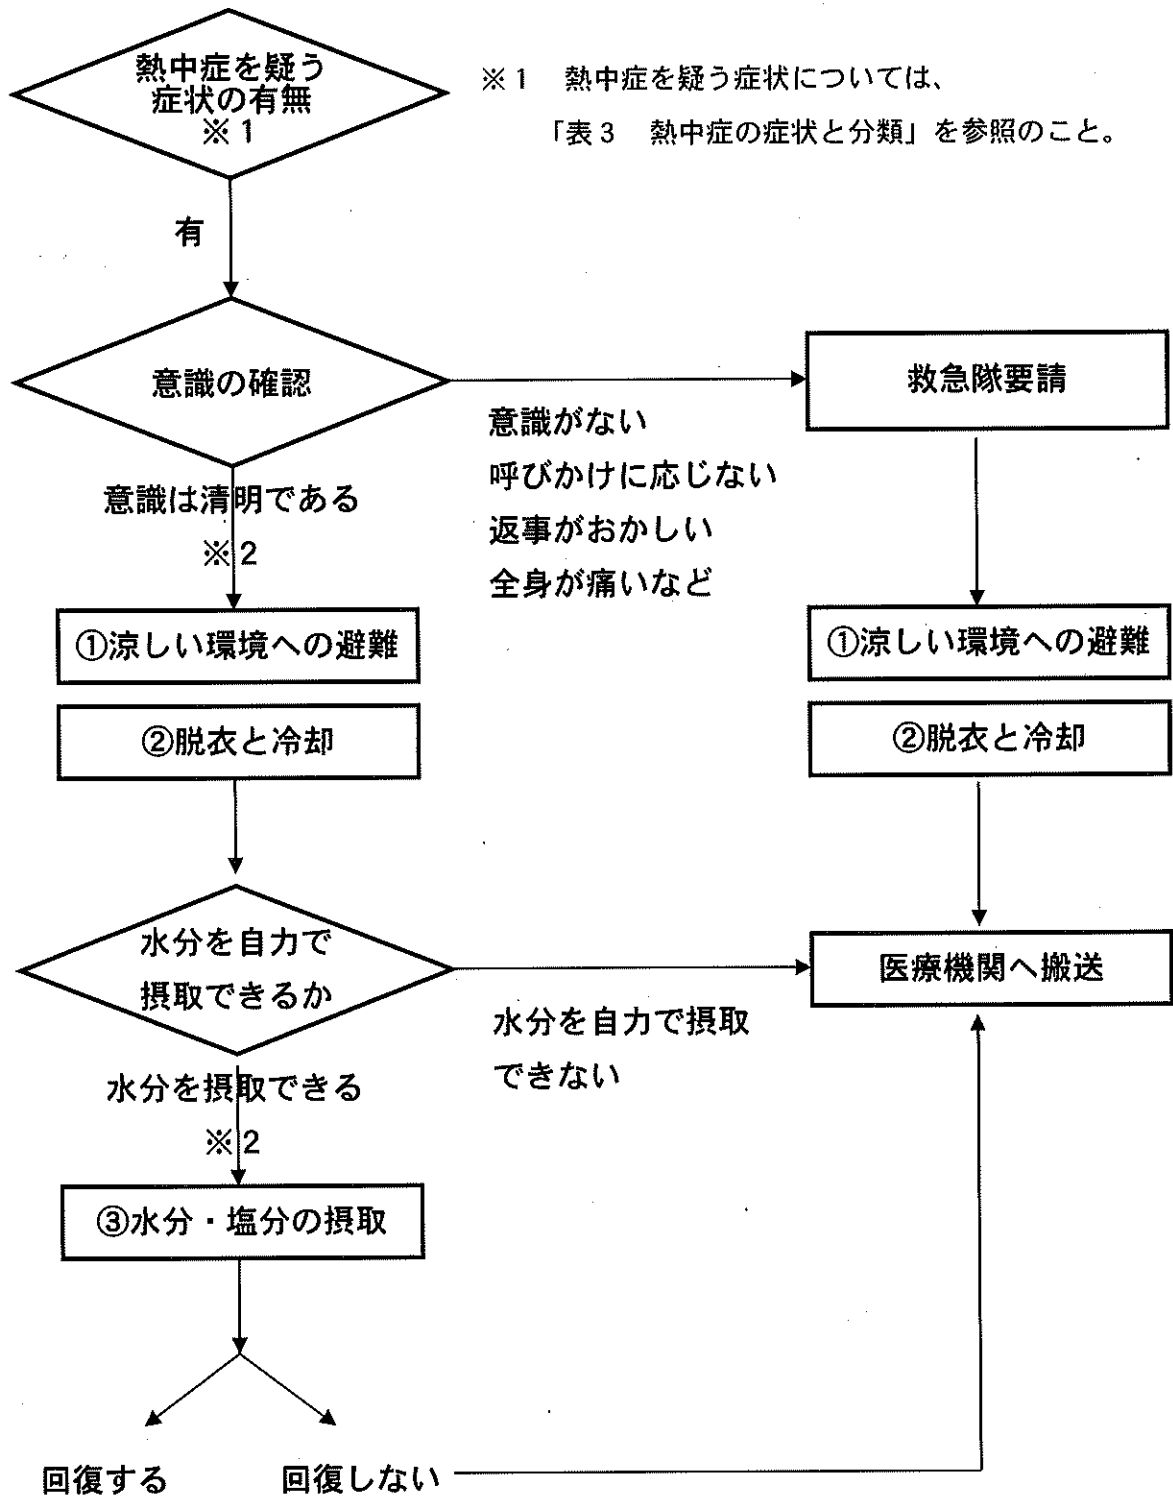 熱中症を疑う
症状の有無
※1
※1　熱中症を疑う症状については、
「表3　熱中症の症状と分類」を参照のこと。
有
意識の確認
救急隊要請
意識がない
呼びかけに応じない
返事がおかしい
全身が痛いなど
意識は清明である
※2
①涼しい環境への避難
①涼しい環境への避難
②脱衣と冷却
②脱衣と冷却
水分を自力で
摂取できるか
医療機関へ搬送
水分を自力で摂取
できない
水分を摂取できる
※2
③水分・塩分の摂取
回復する
回復しない